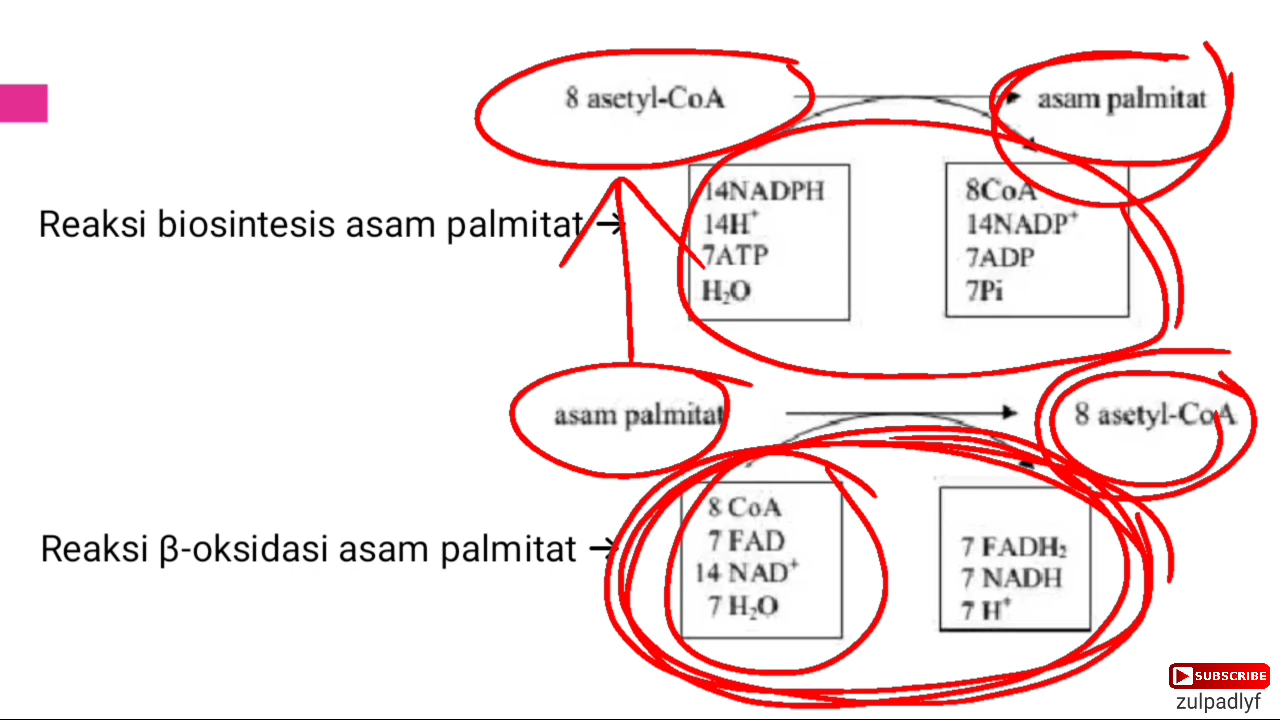 8 asetyl-CoA → asam palmitat
Reaksi biosintesis asam palmitat →
14NADPH
14H⁺
7ATP
H₂O
8CoA
14NADP⁺
7ADP
7Pi
asam palmitat → 8 asetyl-CoA
Reaksi β-oksidasi asam palmitat →
8 CoA
7 FAD
14 NAD⁺
7 H₂O
7 FADH₂
7 NADH
7 H⁺
SUBSCRIBE
zulpadlyf